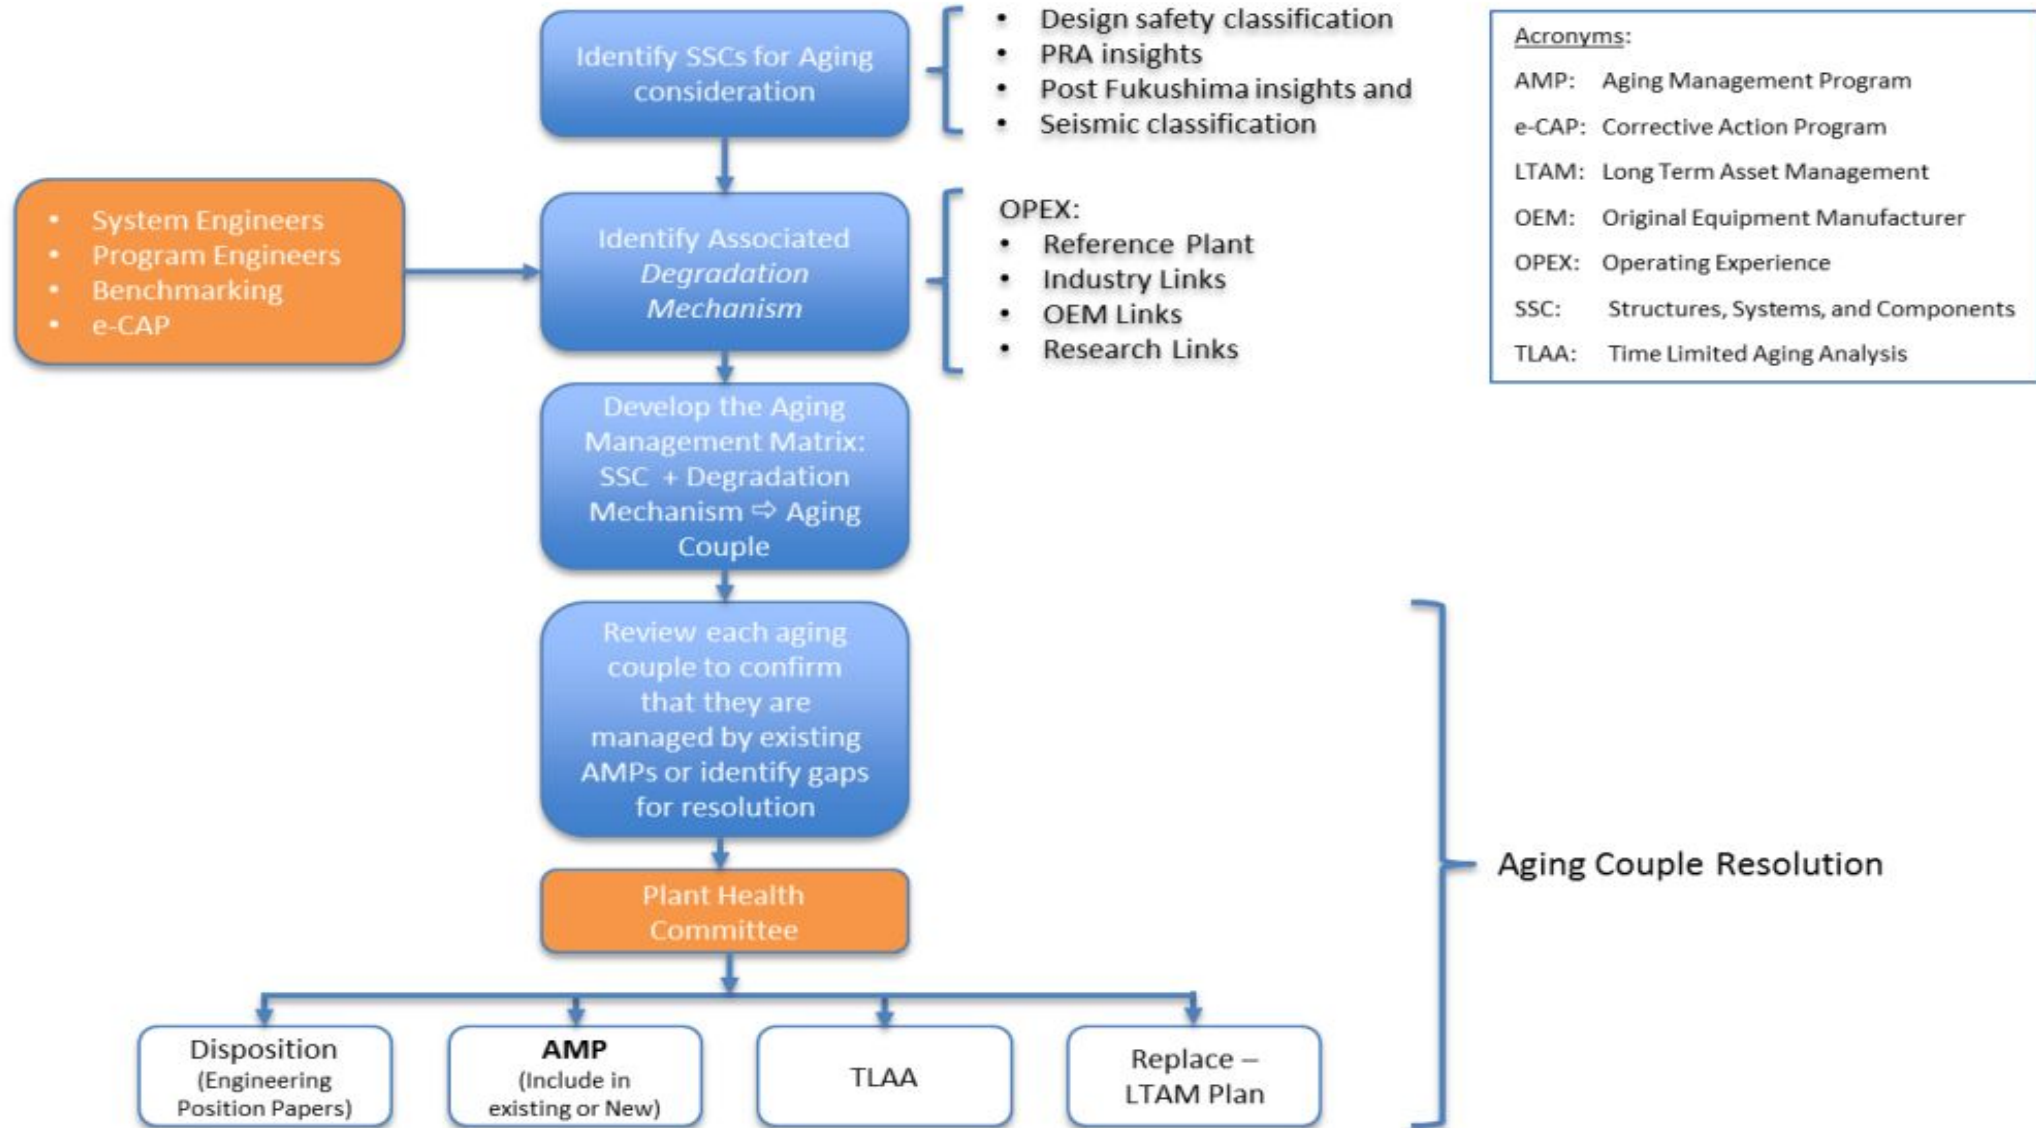 Identify SSCs for Aging
consideration
• Design safety classification
• PRA insights
• Post Fukushima insights and
• Seismic classification
Acronyms:
AMP: Aging Management Program
e-CAP: Corrective Action Program
LTAM: Long Term Asset Management
OEM: Original Equipment Manufacturer
OPEX: Operating Experience
SSC: Structures, Systems, and Components
TLAA: Time Limited Aging Analysis
• System Engineers
• Program Engineers
• Benchmarking
• e-CAP
Identify Associated
Degradation
Mechanism
OPEX:
• Reference Plant
• Industry Links
• OEM Links
• Research Links
Develop the Aging
Management Matrix:
SSC + Degradation
Mechanism ⇨ Aging
Couple
Review each aging
couple to confirm
that they are
managed by existing
AMPs or identify gaps
for resolution
Plant Health
Committee
Aging Couple Resolution
Disposition
(Engineering
Position Papers)
AMP
(Include in
existing or New)
TLAA
Replace –
LTAM Plan